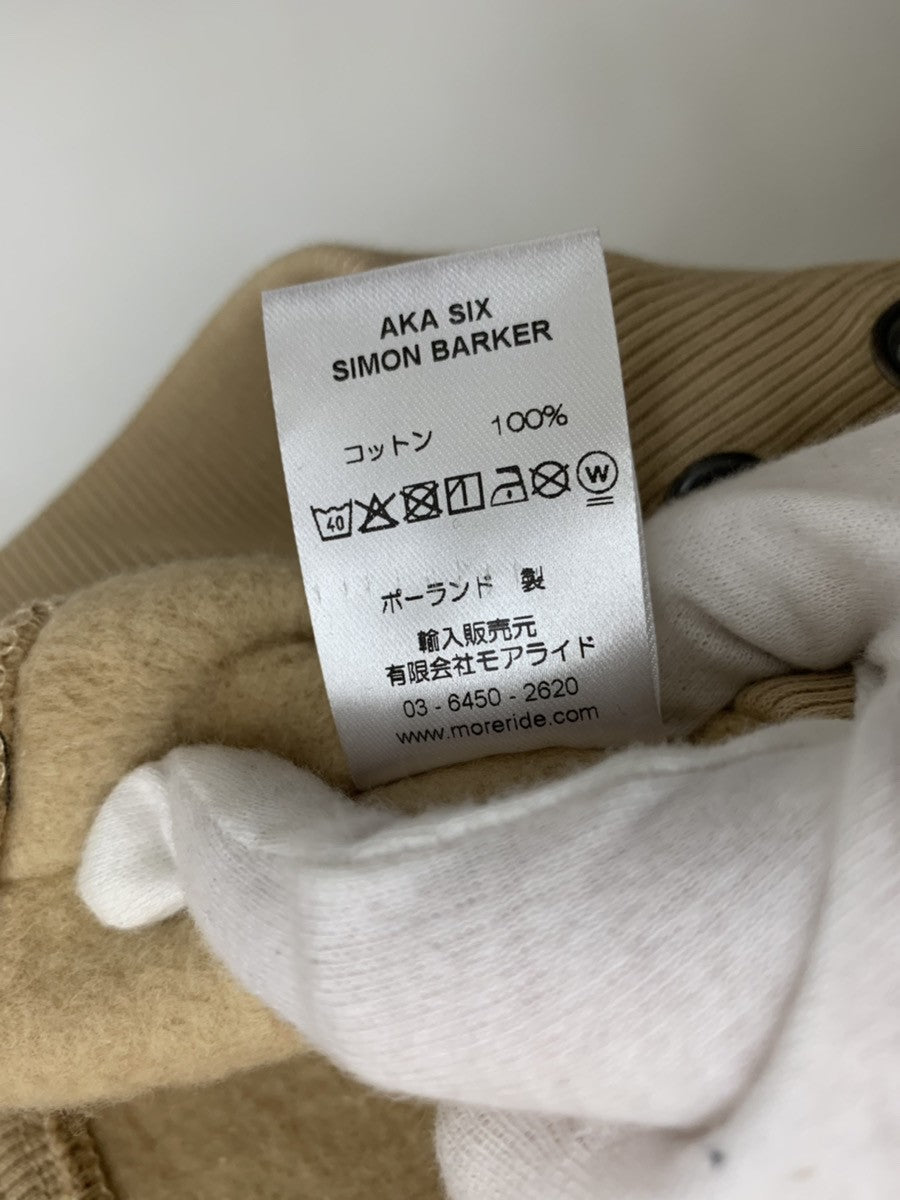 AKA SIX
SIMON BARKER
コットン 100%
40
W
ポーランド 製
輸入販売元
有限会社モアライド
03 - 6450 - 2620
www.moreride.com